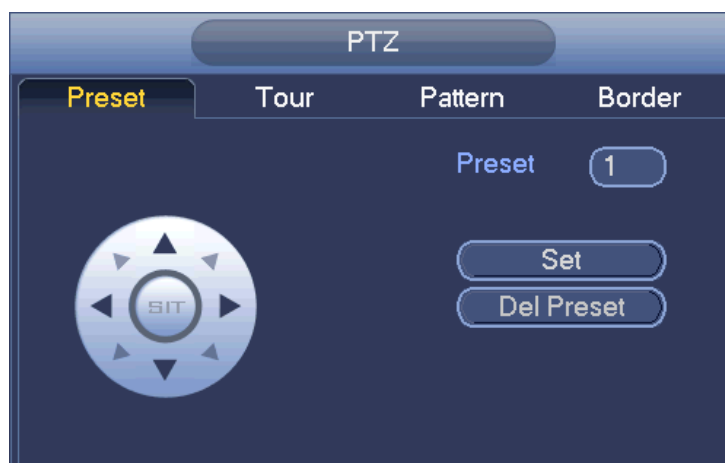 PTZ
Preset Tour Pattern Border
Preset 1
SIT
Set
Del Preset